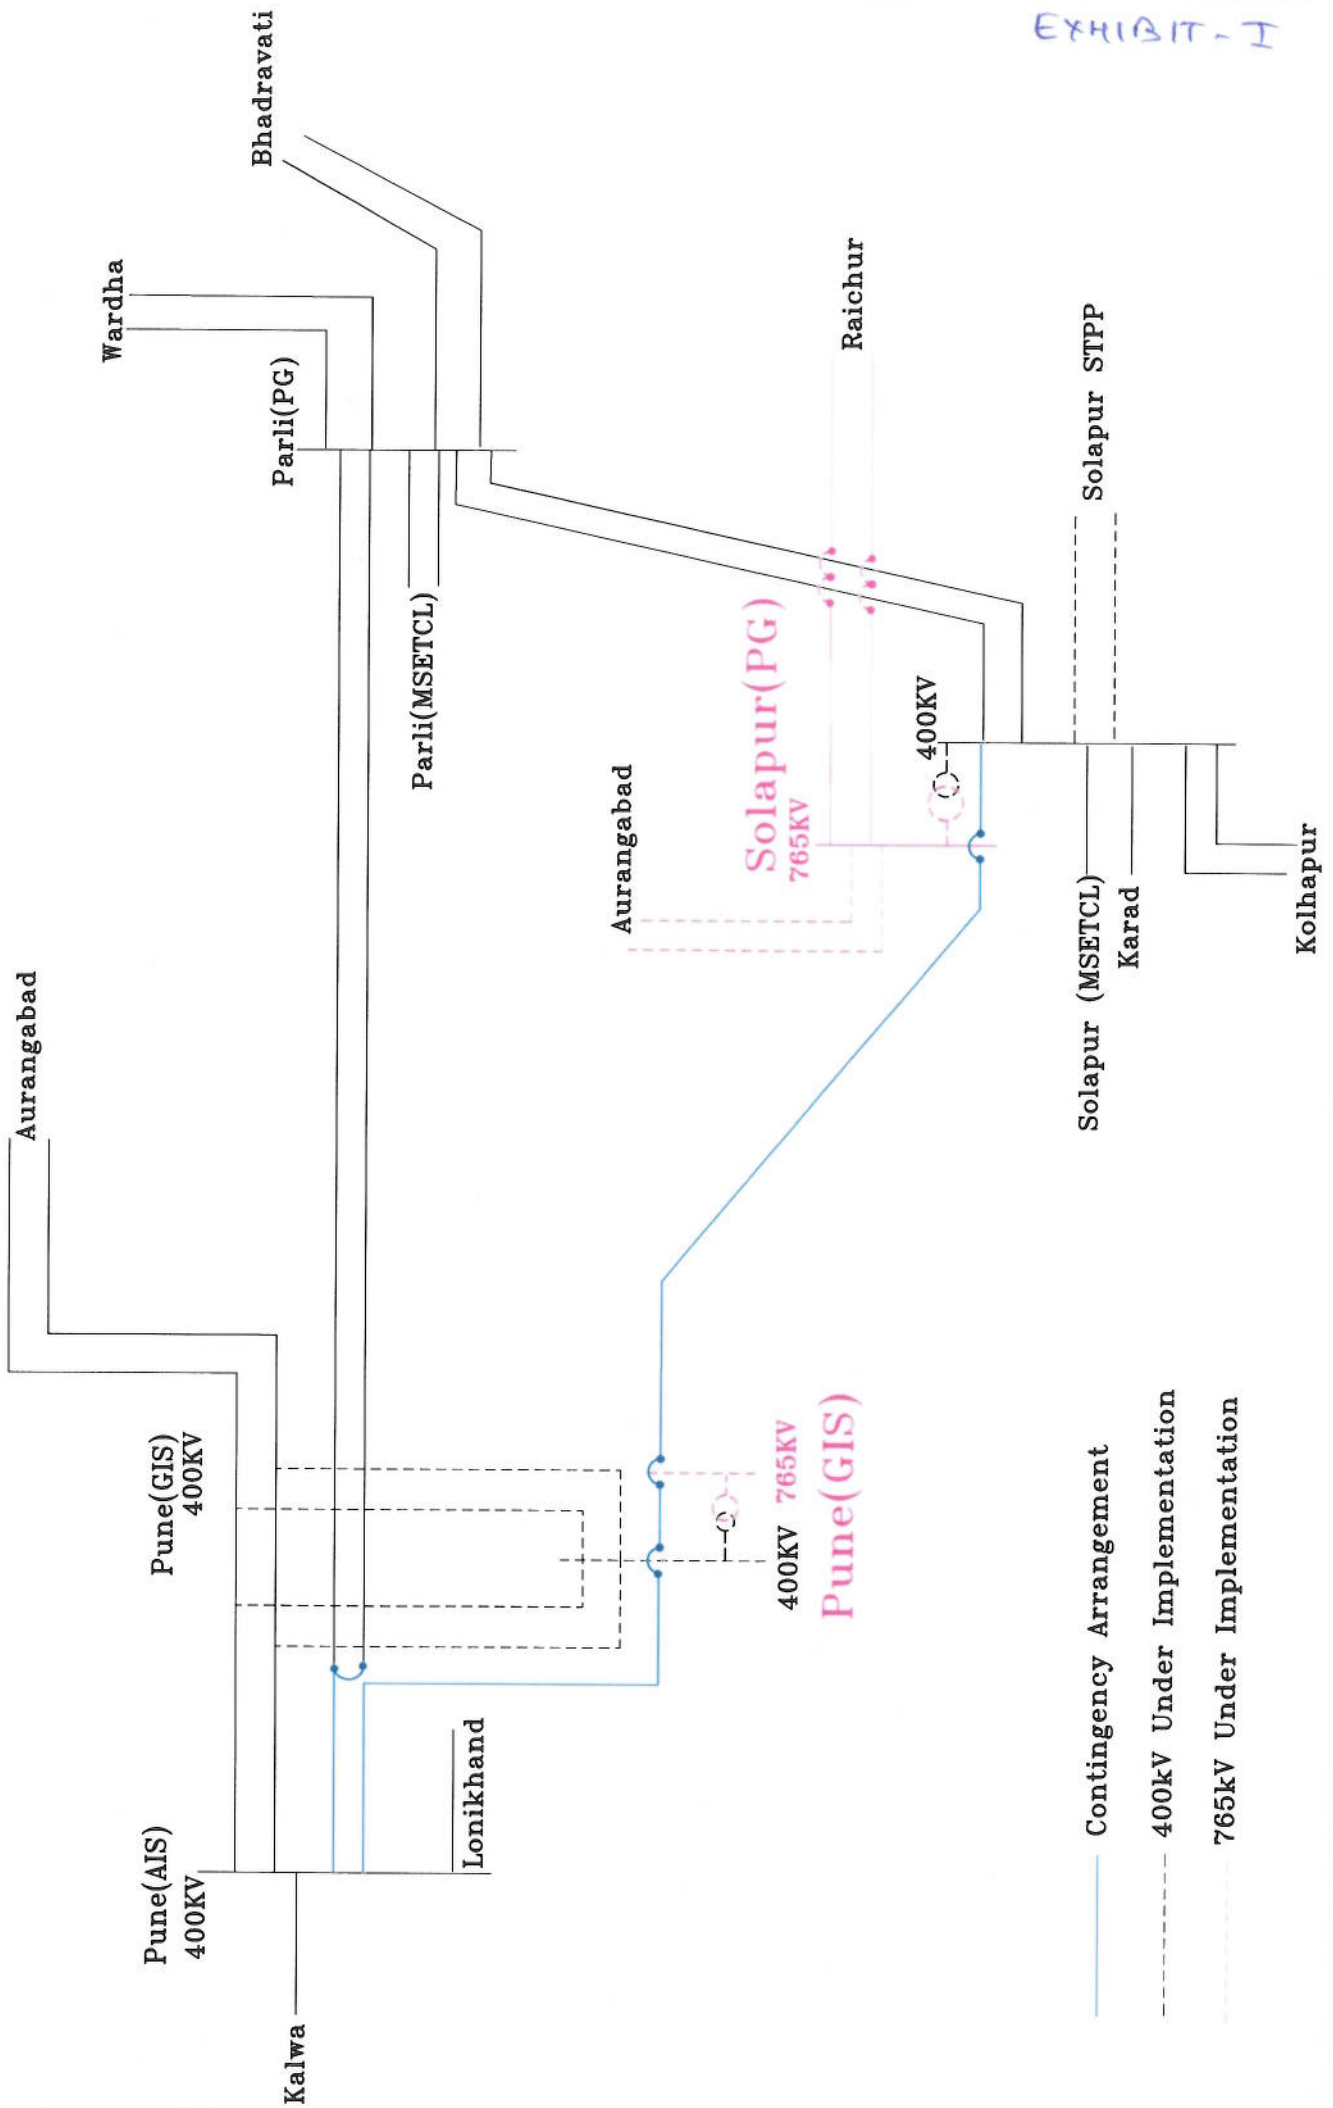 EXHIBIT - I
Bhadravati
Wardha
Parli(PG)
Raichur
Solapur STPP
Parli(MSETCL)
Solapur(PG)
765KV
400KV
Aurangabad
Solapur (MSETCL)
Karad
Kolhapur
Aurangabad
Pune(GIS)
400KV
400KV 765KV
Pune(GIS)
Pune(AIS)
400KV
Lonikhand
Kalwa
Contingency Arrangement
400kV Under Implementation
765kV Under Implementation